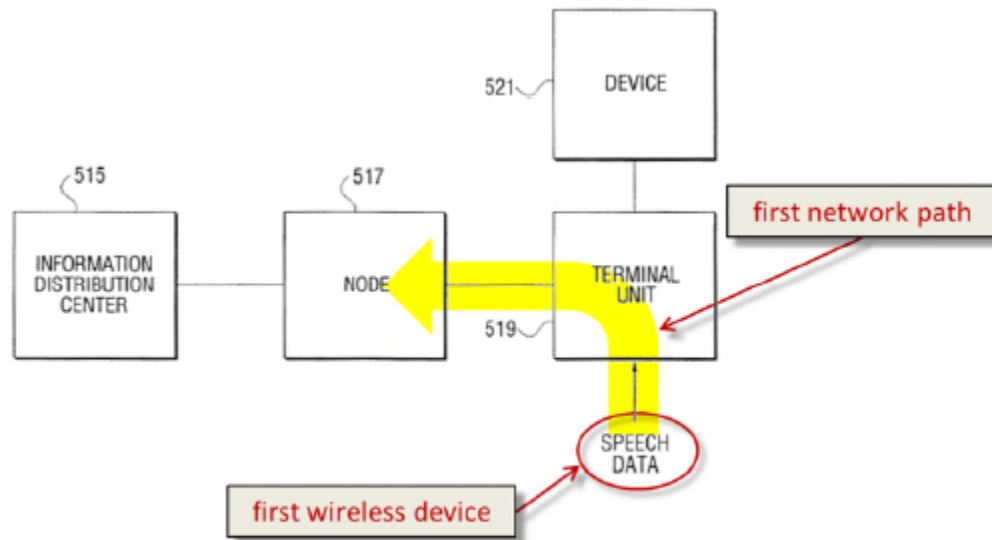 521
DEVICE
515
517
first network path
INFORMATION
DISTRIBUTION
CENTER
NODE
TERMINAL
UNIT
519
SPEECH
DATA
first wireless device